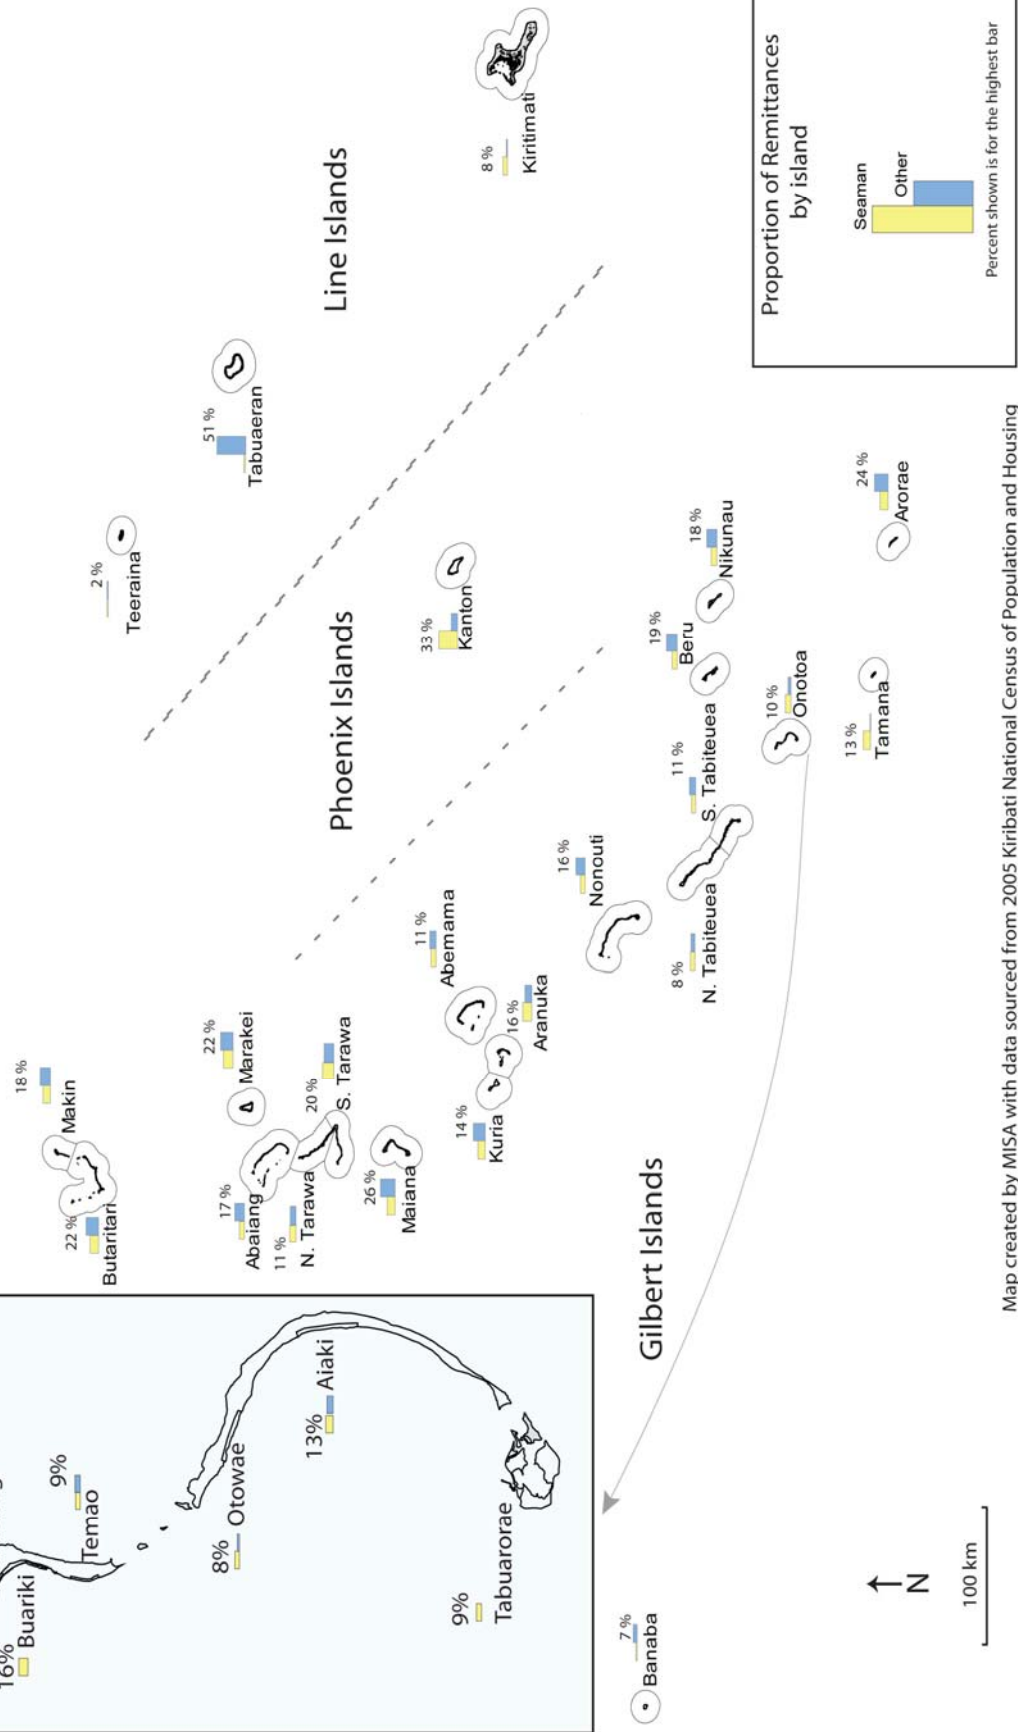 16%
Buariki
9%
Temao
8%
Otowae
13%
Aiaki
9%
Tabuarorae
7 %
Banaba
N
100 km
Gilbert Islands
22 %
Butaritari
18 %
Makin
17 %
Abaiang
11 %
N. Tarawa
22 %
Marakei
20 %
S. Tarawa
26 %
Maiana
14 %
Kuria
11 %
Abemama
16 %
Aranuka
16 %
Nonouti
8 %
N. Tabiteuea
11 %
S. Tabiteuea
19 %
Beru
18 %
Nikunau
10 %
Onotoa
13 %
Tamana
24 %
Arorae
Phoenix Islands
33 %
Kanton
Line Islands
2 %
Teeraina
51 %
Tabuaeran
8 %
Kiritimati
Proportion of Remittances
by island
Seaman
Other
Percent shown is for the highest bar
Map created by MISA with data sourced from 2005 Kiribati National Census of Population and Housing